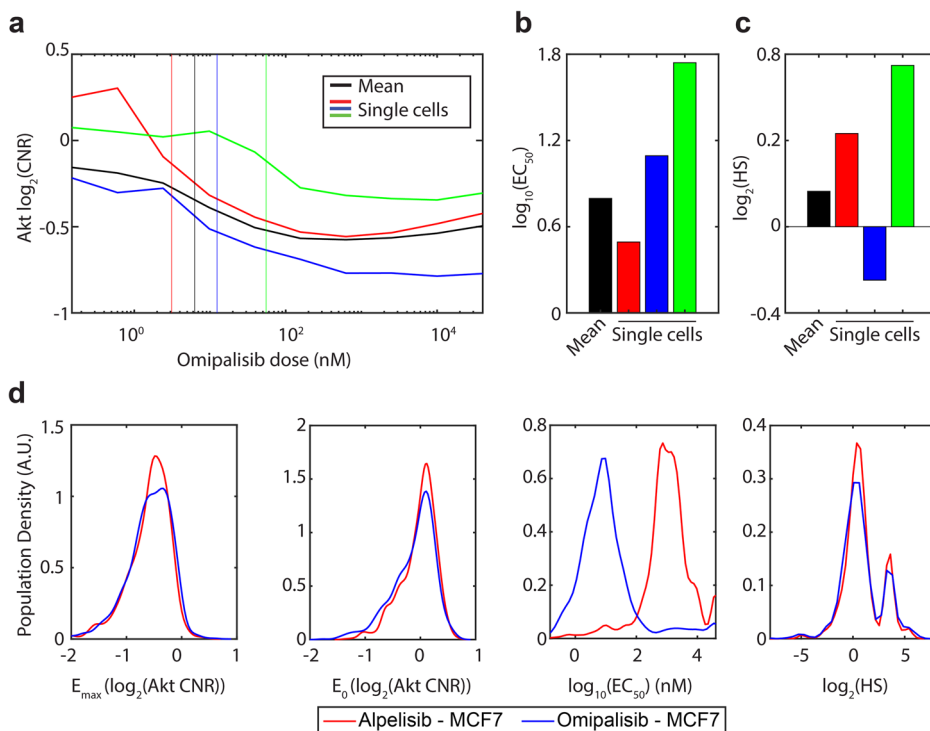 a
b
c
0.5
0
-0.5
-1
Akt log2(CNR)
Mean
Single cells
10^0
10^2
10^4
Omipalisib dose (nM)
1.8
1.2
0.6
0
log10(EC50)
Mean
Single cells
0.8
0.2
0
-0.4
log2(HS)
Mean
Single cells
d
Population Density (A.U.)
1.5
1
0.5
0
-2 -1 0 1
Emax (log2(Akt CNR))
2
1.5
1
0.5
0
-2 -1 0 1
E0 (log2(Akt CNR))
0.8
0.6
0.4
0.2
0
0 2 4
log10(EC50) (nM)
0.4
0.3
0.2
0.1
0
-5 0 5
log2(HS)
Alpelisib - MCF7 Omipalisib - MCF7